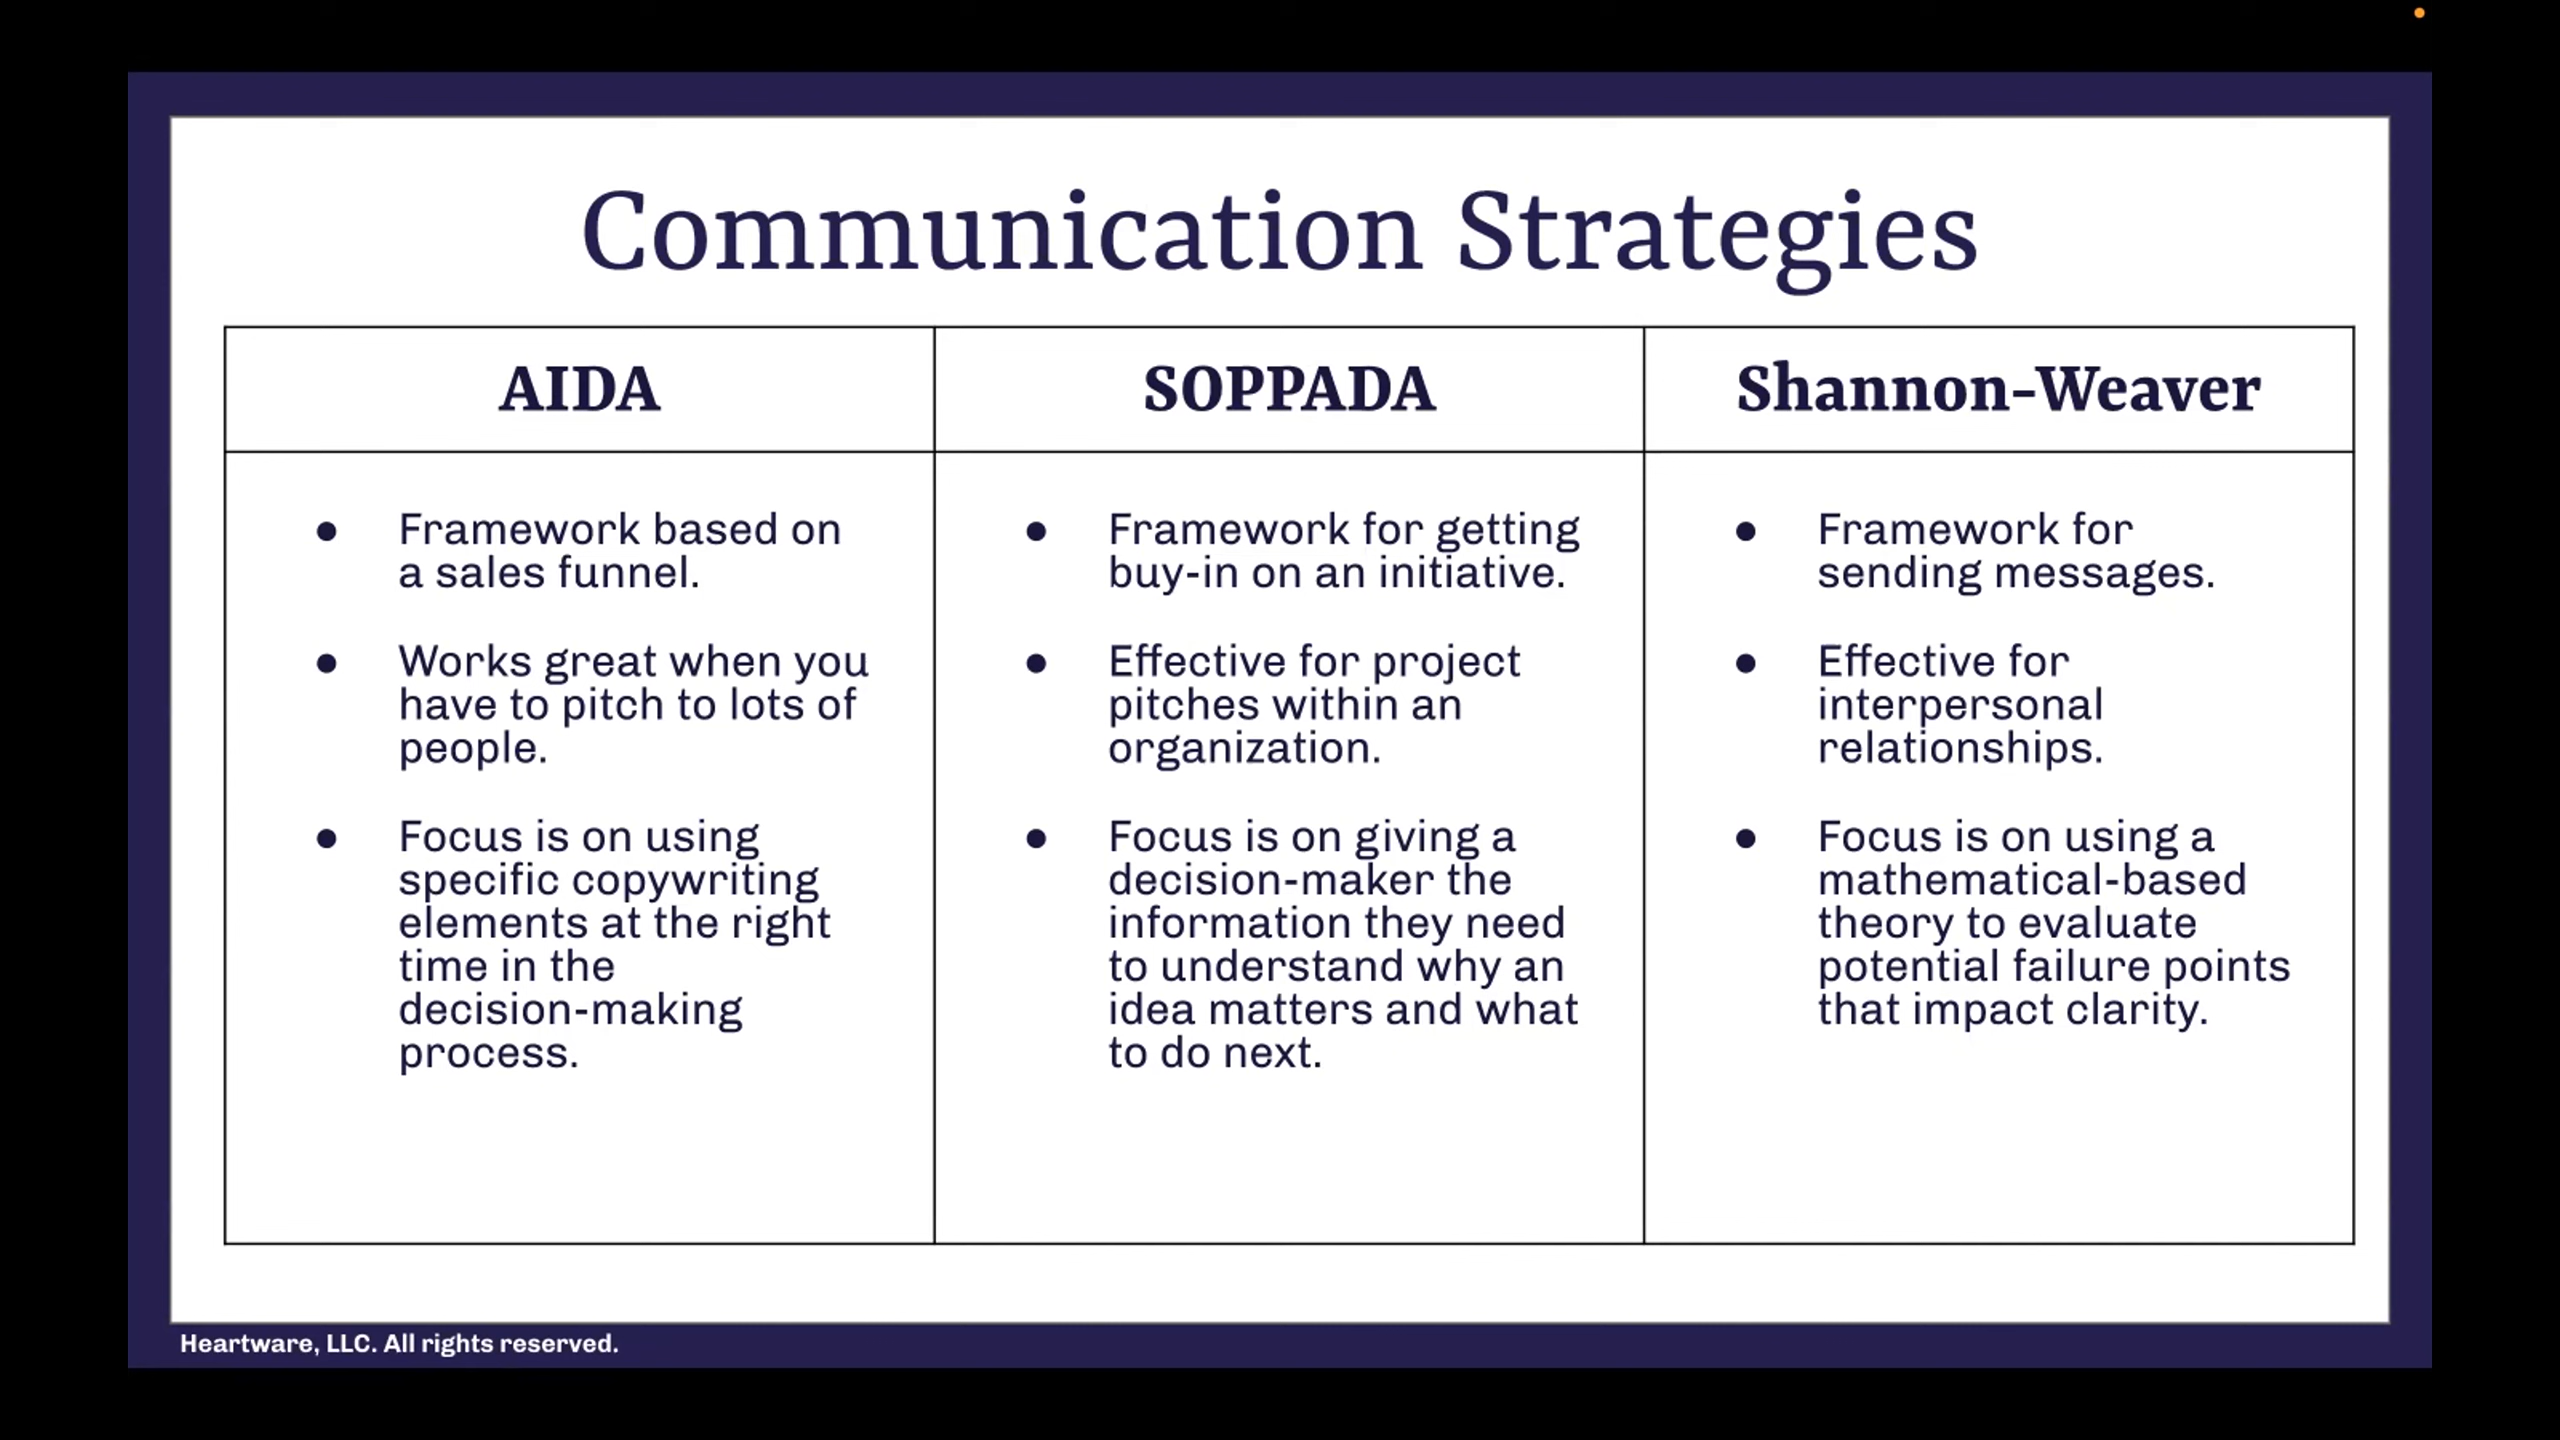 Communication Strategies
AIDA
Framework based on
a sales funnel.
Works great when you
have to pitch to lots of
people.
Focus is on using
specific copywriting
elements at the right
time in the
decision-making
process.
SOPPADA
Framework for getting
buy-in on an initiative.
Effective for project
pitches within an
organization.
Focus is on giving a
decision-maker the
information they need
to understand why an
idea matters and what
to do next.
Shannon-Weaver
Framework for
sending messages.
Effective for
interpersonal
relationships.
Focus is on using a
mathematical-based
theory to evaluate
potential failure points
that impact clarity.
Heartware, LLC. All rights reserved.